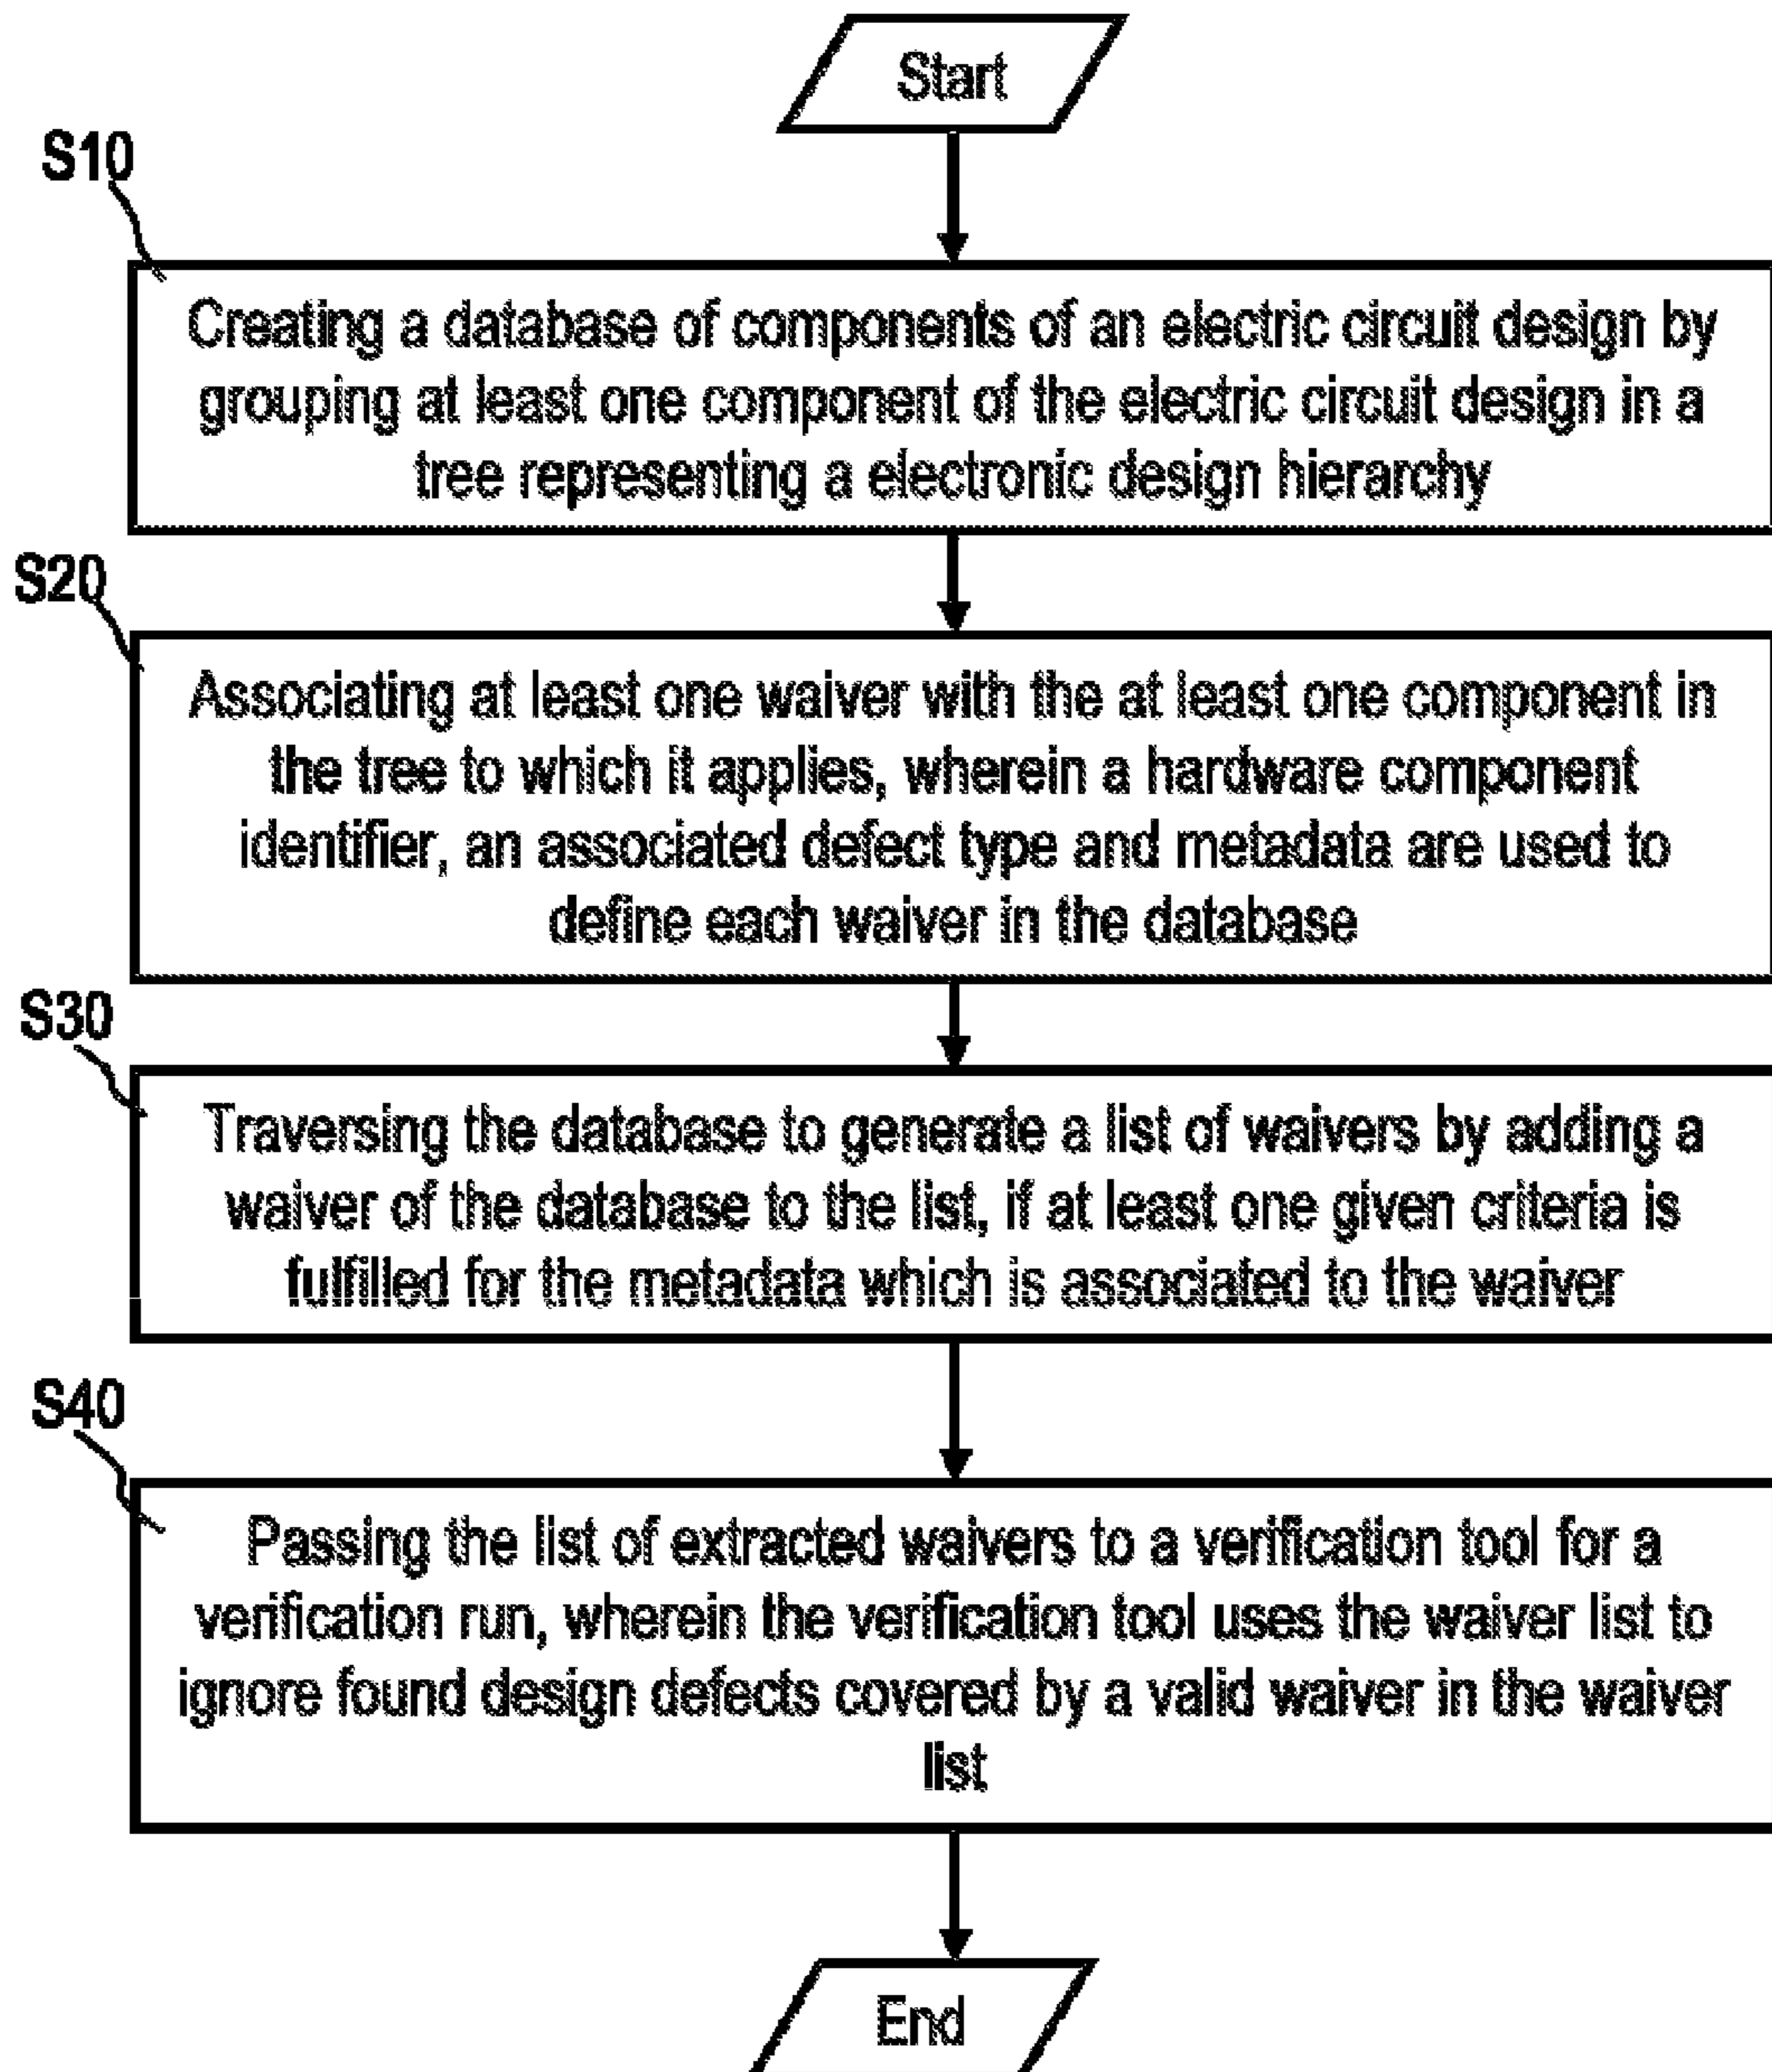 Start
S10
Creating a database of components of an electric circuit design by
grouping at least one component of the electric circuit design in a
tree representing a electronic design hierarchy
S20
Associating at least one waiver with the at least one component in
the tree to which it applies, wherein a hardware component
identifier, an associated defect type and metadata are used to
define each waiver in the database
S30
Traversing the database to generate a list of waivers by adding a
waiver of the database to the list, if at least one given criteria is
fulfilled for the metadata which is associated to the waiver
S40
Passing the list of extracted waivers to a verification tool for a
verification run, wherein the verification tool uses the waiver list to
ignore found design defects covered by a valid waiver in the waiver
list
End